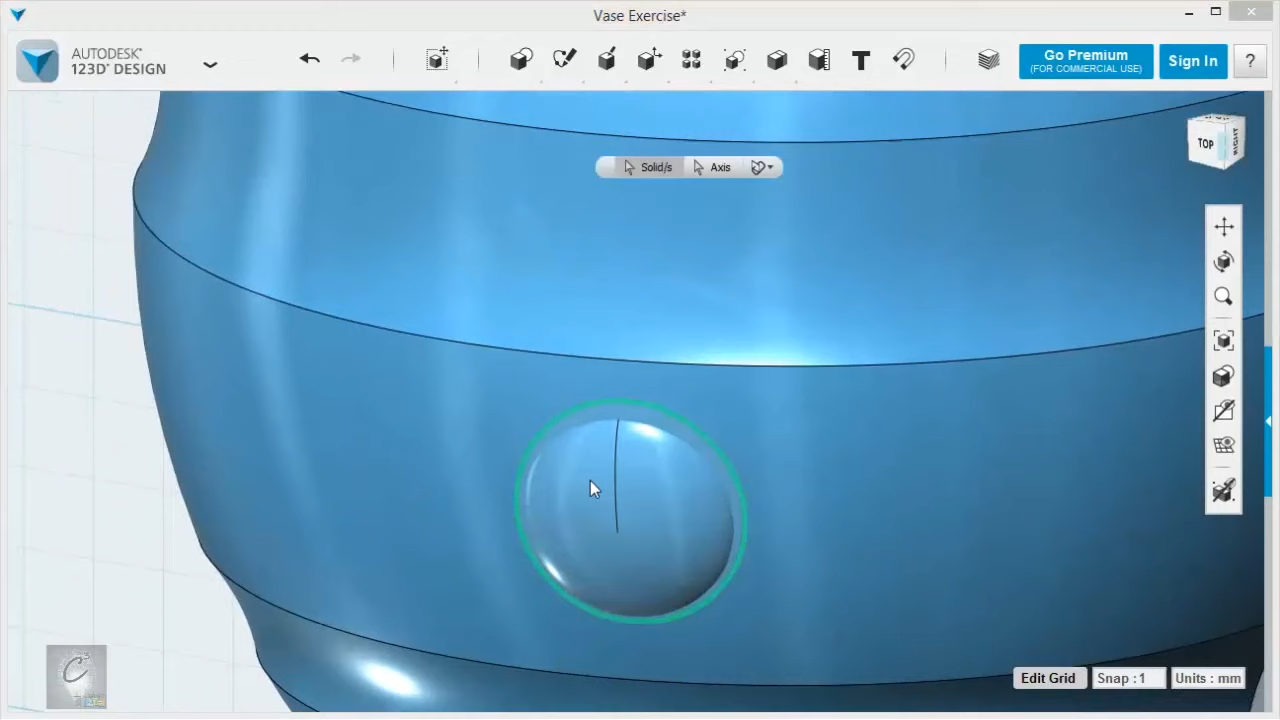 Vase Exercise*
AUTODESK®
123D® DESIGN
T
Go Premium
(FOR COMMERCIAL USE)
Sign In
?
Solid/s
Axis
TOP
RIGHT
Edit Grid
Snap : 1
Units : mm